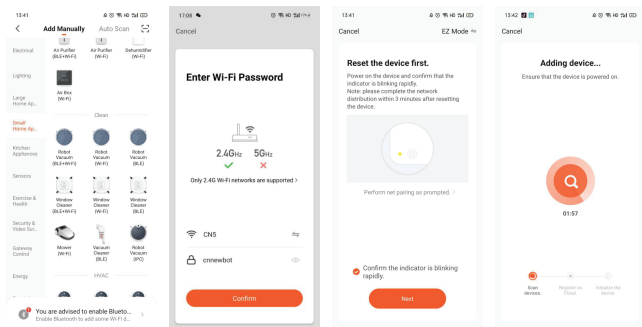 13:41
Add Manually
Auto Scan
Electrical
Air Purifier
(BLE+Wi-Fi)
Air Purifier
(Wi-Fi)
Dehumidifier
(Wi-Fi)
Lighting
Air Box
(Wi-Fi)
Large
Home Ap...
Clean
Small
Home Ap...
Kitchen
Appliances
Robot
Vacuum
(BLE+Wi-Fi)
Robot
Vacuum
(Wi-Fi)
Robot
Vacuum
(BLE)
Sensors
Exercise &
Health
Window
Cleaner
(BLE+Wi-Fi)
Window
Cleaner
(Wi-Fi)
Window
Cleaner
(BLE)
Security &
Video Sur...
Gateway
Control
Mower
(Wi-Fi)
Vacuum
Cleaner
(BLE)
Robot
Vacuum
(IPC)
Energy
HVAC
You are advised to enable Blueto...
Enable Bluetooth to add some Wi-Fi d...
17:08
Cancel
Enter Wi-Fi Password
2.4GHz 5GHz
Only 2.4G Wi-Fi networks are supported >
CN5
cnnewbot
Confirm
13:41
Cancel
EZ Mode
Reset the device first.
Power on the device and confirm that the
indicator is blinking rapidly.
Note: please complete the network
distribution within 3 minutes after resetting
the device.
Perform net pairing as prompted.
Confirm the indicator is blinking
rapidly.
Next
13:42
Cancel
Adding device...
Ensure that the device is powered on.
01:57
Scan
devices.
Register on
Cloud.
Initialize the
device.